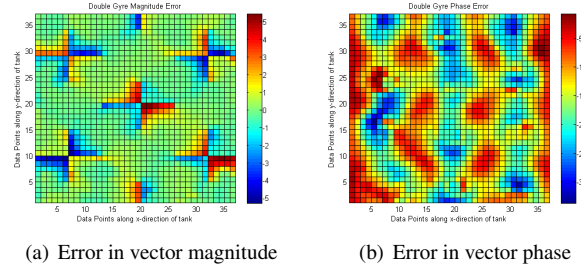 Double Gyre Magnitude Error
Double Gyre Phase Error
35
30
25
20
15
10
5
Data Points along y-direction of tank
5 10 15 20 25 30 35
Data Points along x-direction of tank
5
4
3
2
1
0
-1
-2
-3
-4
-5
35
30
25
20
15
10
5
Data Points along y-direction of tank
5 10 15 20 25 30 35
Data Points along x-direction of tank
(a) Error in vector magnitude
(b) Error in vector phase